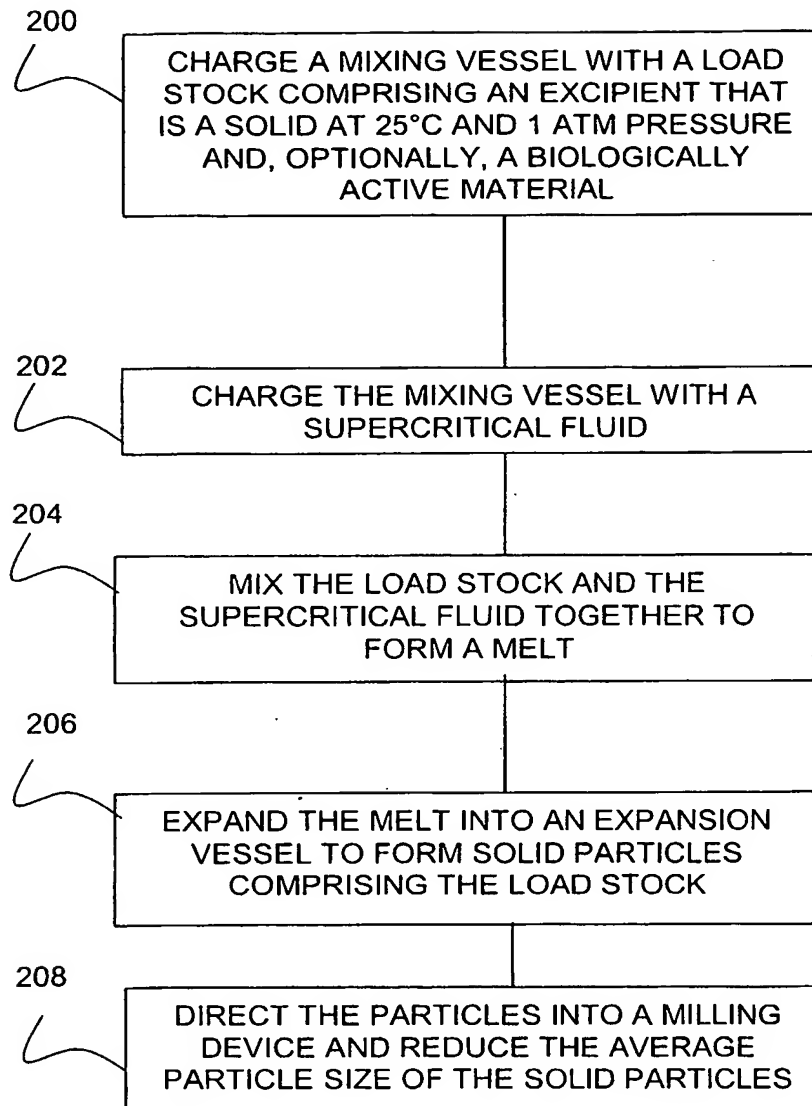 200
CHARGE A MIXING VESSEL WITH A LOAD
STOCK COMPRISING AN EXCIPIENT THAT
IS A SOLID AT 25°C AND 1 ATM PRESSURE
AND, OPTIONALLY, A BIOLOGICALLY
ACTIVE MATERIAL
202
CHARGE THE MIXING VESSEL WITH A
SUPERCRITICAL FLUID
204
MIX THE LOAD STOCK AND THE
SUPERCRITICAL FLUID TOGETHER TO
FORM A MELT
206
EXPAND THE MELT INTO AN EXPANSION
VESSEL TO FORM SOLID PARTICLES
COMPRISING THE LOAD STOCK
208
DIRECT THE PARTICLES INTO A MILLING
DEVICE AND REDUCE THE AVERAGE
PARTICLE SIZE OF THE SOLID PARTICLES